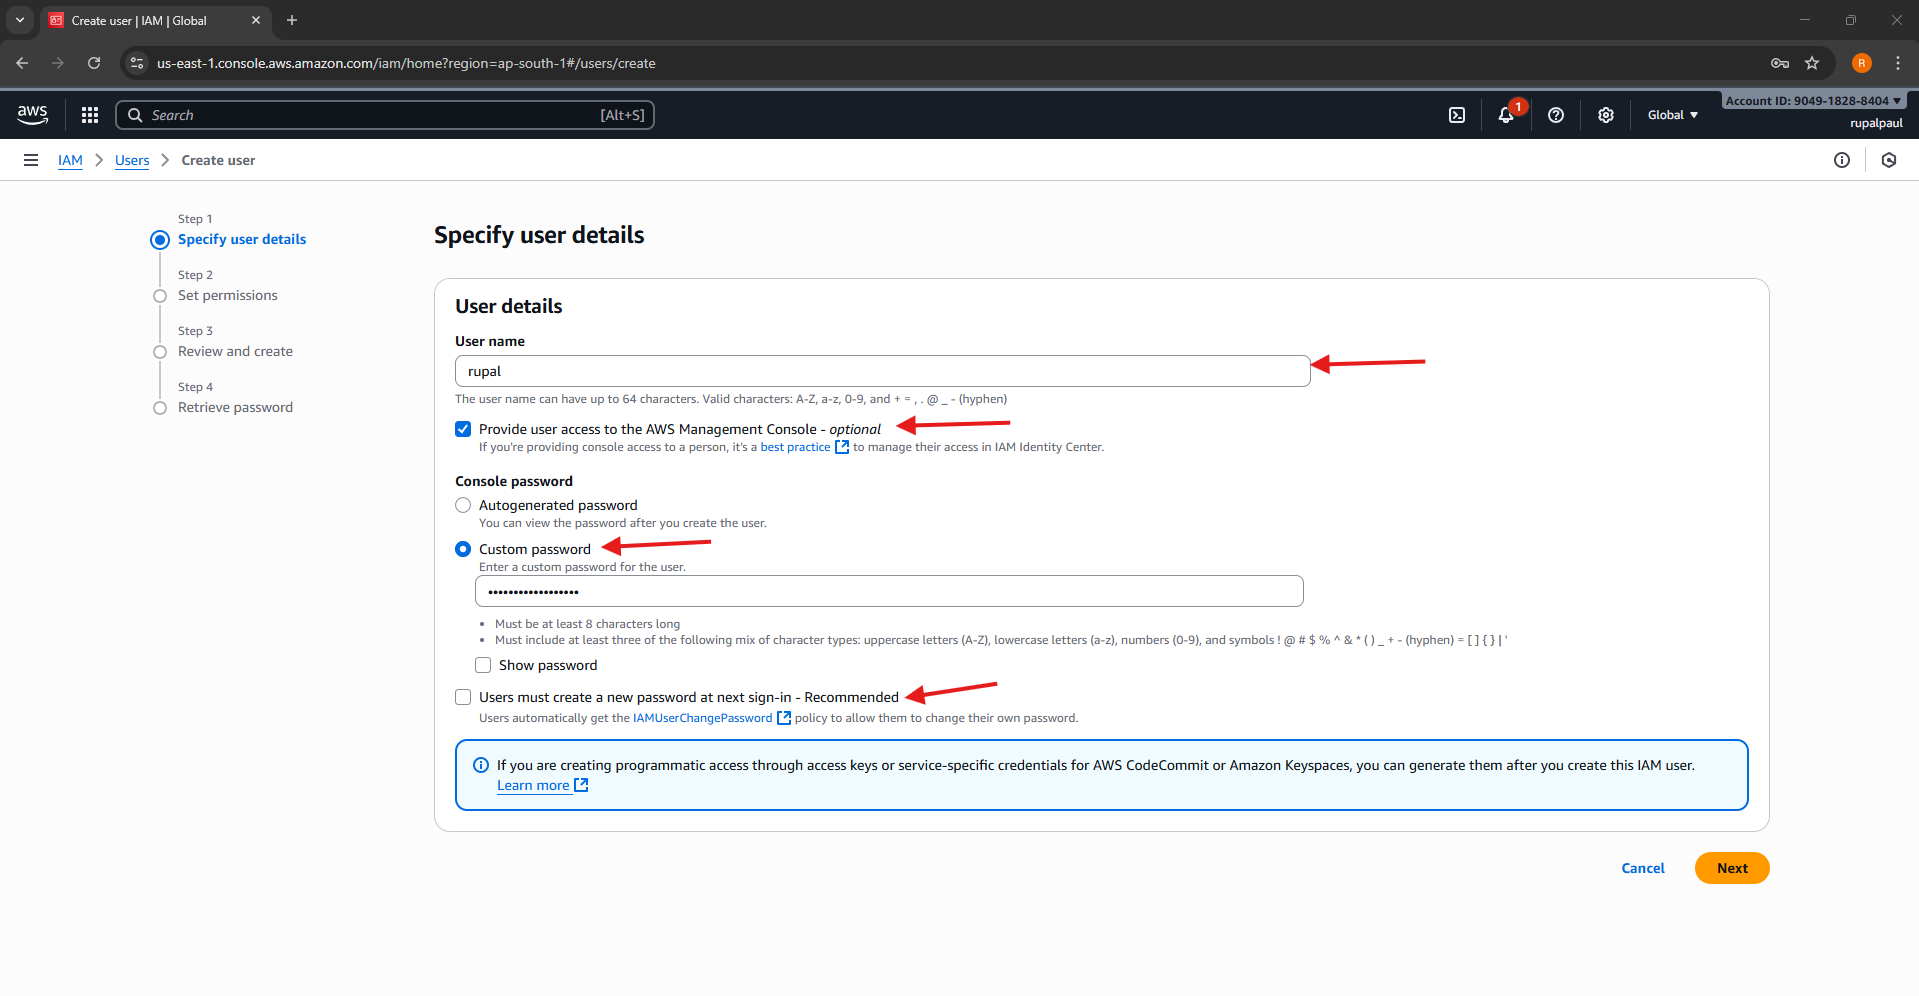 Create user | IAM | Global
us-east-1.console.aws.amazon.com/iam/home?region=ap-south-1#/users/create
R
aws
Search
[Alt+S]
1
Global
Account ID: 9049-1828-8404
rupalpaul
IAM
Users
Create user
Step 1
Specify user details
Step 2
Set permissions
Step 3
Review and create
Step 4
Retrieve password
Specify user details
User details
User name
rupal
The user name can have up to 64 characters. Valid characters: A-Z, a-z, 0-9, and + = , . @ _ - (hyphen)
Provide user access to the AWS Management Console - optional
If you're providing console access to a person, it's a best practice to manage their access in IAM Identity Center.
Console password
Autogenerated password
You can view the password after you create the user.
Custom password
Enter a custom password for the user.
••••••••••••••••••
• Must be at least 8 characters long
• Must include at least three of the following mix of character types: uppercase letters (A-Z), lowercase letters (a-z), numbers (0-9), and symbols ! @ # $ % ^ & * ( ) _ + - (hyphen) = [ ] { } | '
Show password
Users must create a new password at next sign-in - Recommended
Users automatically get the IAMUserChangePassword policy to allow them to change their own password.
If you are creating programmatic access through access keys or service-specific credentials for AWS CodeCommit or Amazon Keyspaces, you can generate them after you create this IAM user.
Learn more
Cancel
Next